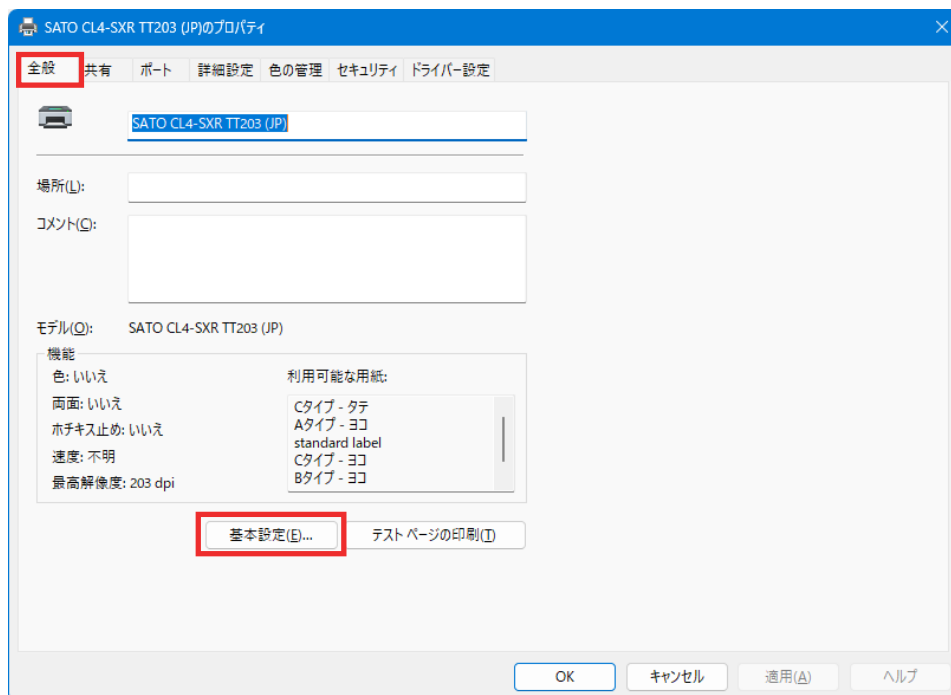 SATO CL4-SXR TT203 (JP)のプロパティ
全般 共有 ポート 詳細設定 色の管理 セキュリティ ドライバー設定
SATO CL4-SXR TT203 (JP)
場所(L):
コメント(C):
モデル(O): SATO CL4-SXR TT203 (JP)
機能
色: いいえ
両面: いいえ
ホチキス止め: いいえ
速度: 不明
最高解像度: 203 dpi
利用可能な用紙:
Cタイプ - タテ
Aタイプ - ヨコ
standard label
Cタイプ - ヨコ
Bタイプ - ヨコ
基本設定(E)... テスト ページの印刷(T)
OK キャンセル 適用(A) ヘルプ